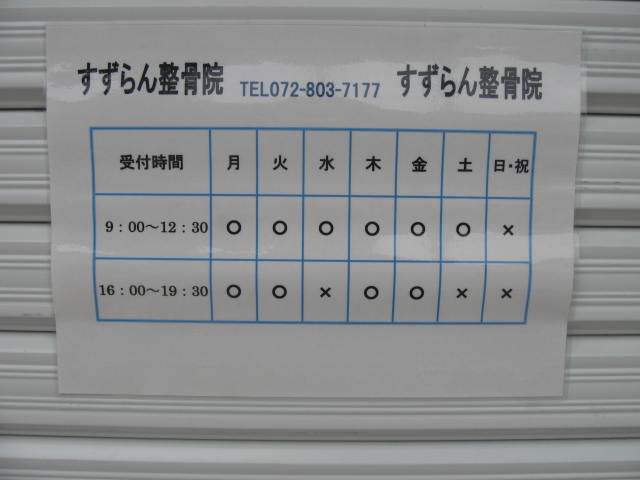 すずらん整骨院 TEL072-803-7177 すずらん整骨院
受付時間 月 火 水 木 金 土 日・祝
9:00〜12:30 ○ ○ ○ ○ ○ ○ ×
16:00〜19:30 ○ ○ × ○ ○ × ×